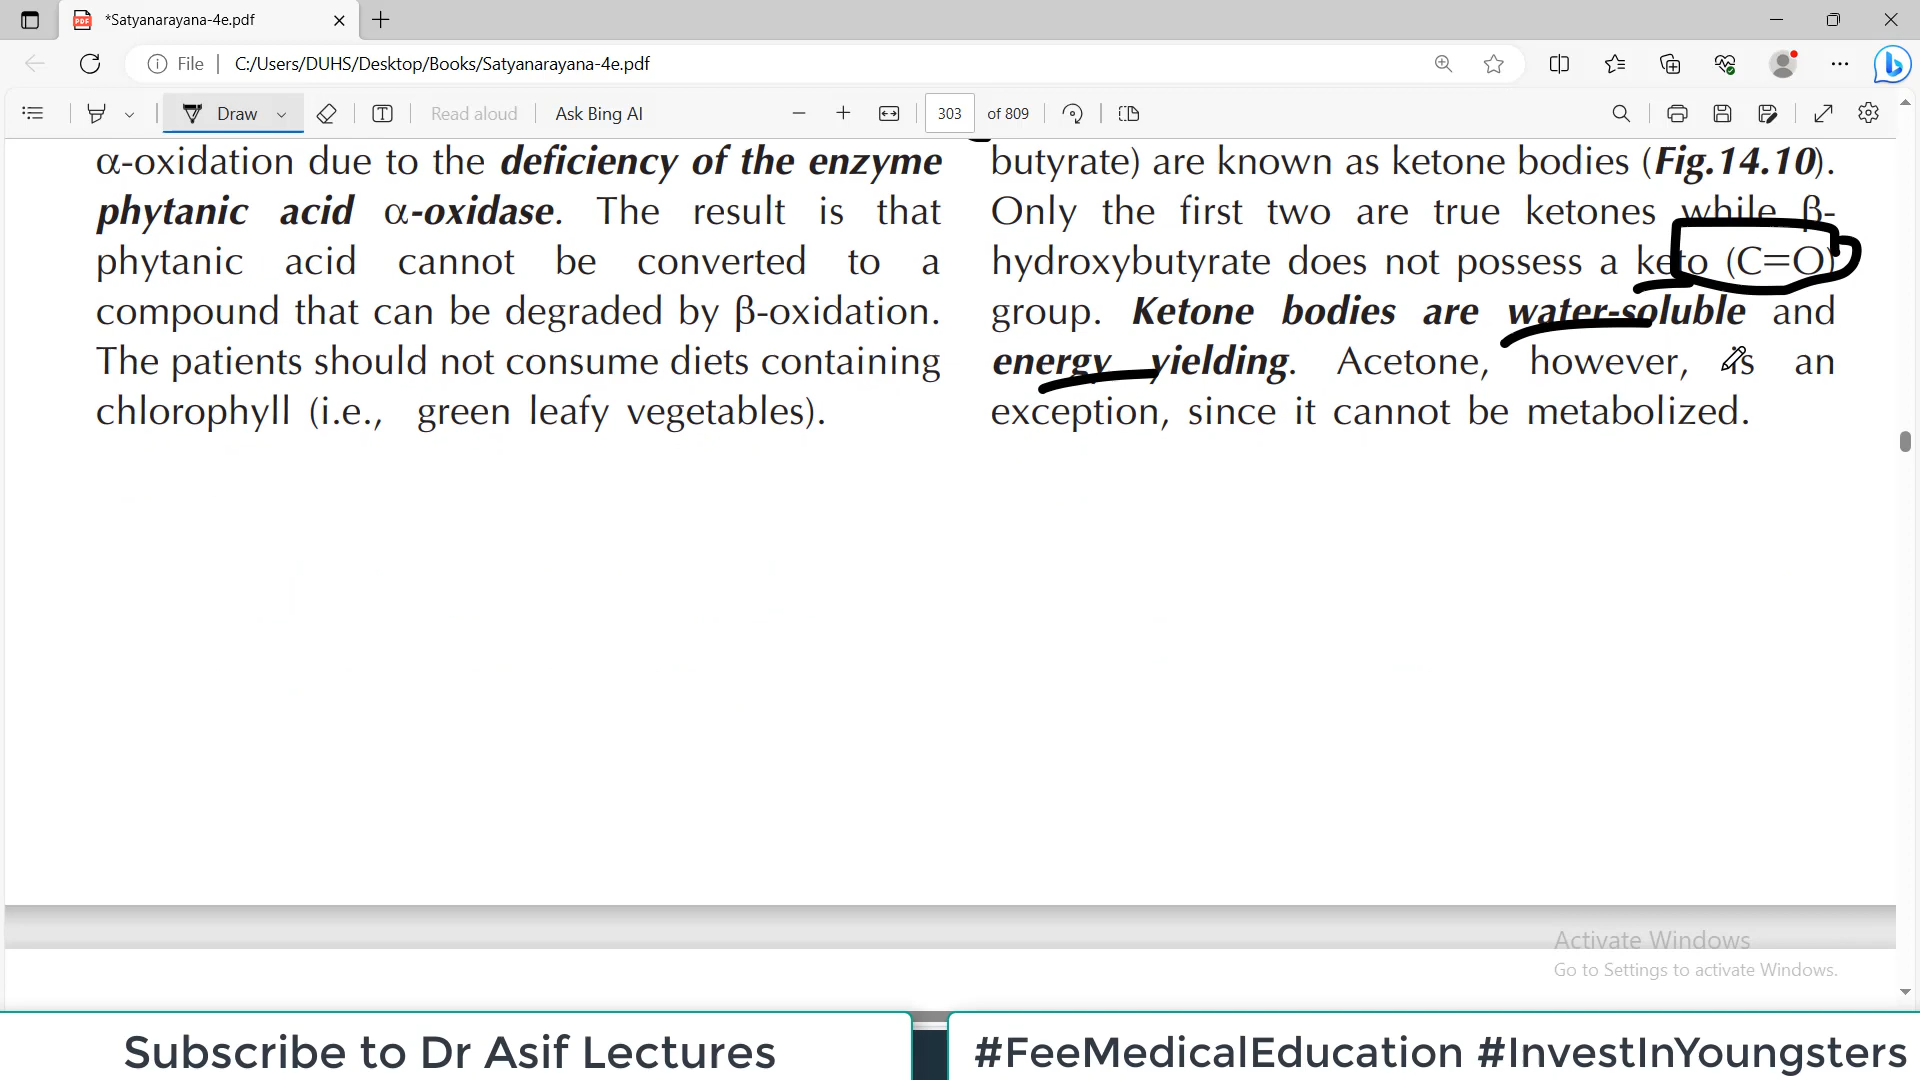 *Satyanarayana-4e.pdf
File C:/Users/DUHS/Desktop/Books/Satyanarayana-4e.pdf
Draw Read aloud Ask Bing AI 303 of 809
α-oxidation due to the deficiency of the enzyme
phytanic acid α-oxidase. The result is that
phytanic acid cannot be converted to a
compound that can be degraded by β-oxidation.
The patients should not consume diets containing
chlorophyll (i.e., green leafy vegetables).
butyrate) are known as ketone bodies (Fig.14.10).
Only the first two are true ketones while β-
hydroxybutyrate does not possess a keto (C=O)
group. Ketone bodies are water-soluble and
energy yielding. Acetone, however, is an
exception, since it cannot be metabolized.
Activate Windows
Go to Settings to activate Windows.
Subscribe to Dr Asif Lectures
#FeeMedicalEducation #InvestInYoungsters